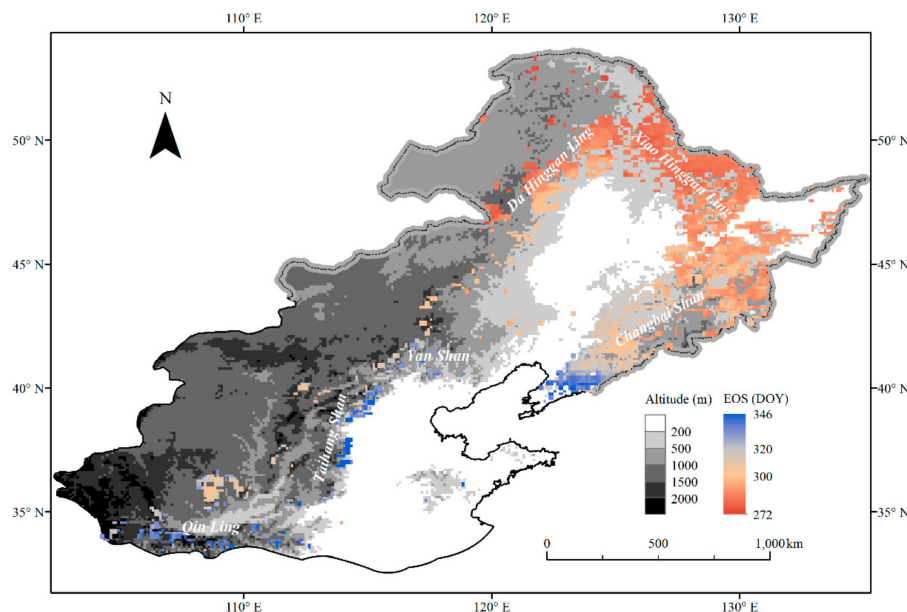 110° E 120° E 130° E
N
50° N
50° N
Da Hinggan Ling
Xiao Hinggan Ling
45° N
45° N
Changbai Shan
Yan Shan
40° N
40° N
Altitude (m) EOS (DOY)
200
500
1000
2000
346
320
300
272
Taihang Shan
35° N
35° N
Qin Ling
0 500 1,000 km
110° E 120° E 130° E